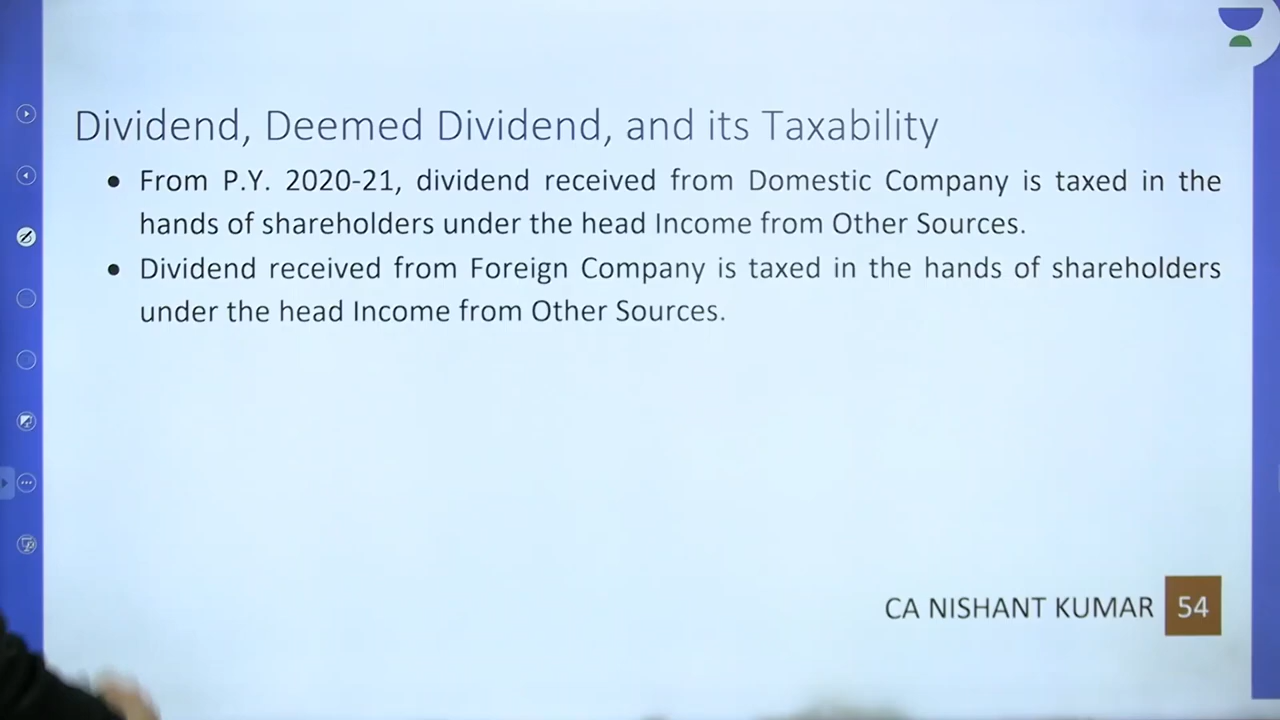 Dividend, Deemed Dividend, and its Taxability
• From P.Y. 2020-21, dividend received from Domestic Company is taxed in the
hands of shareholders under the head Income from Other Sources.
• Dividend received from Foreign Company is taxed in the hands of shareholders
under the head Income from Other Sources.
CA NISHANT KUMAR 54